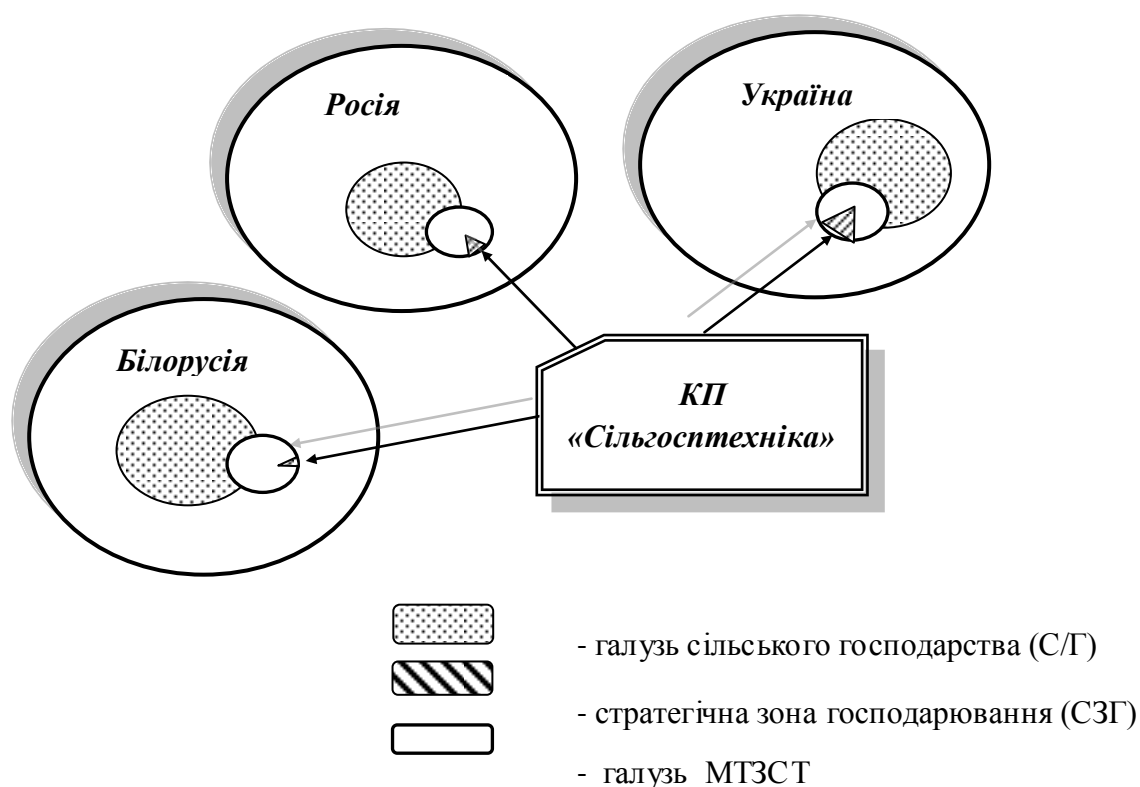 Росія
Україна
Білорусія
КП
«Сільгосптехніка»
- галузь сільського господарства (С/Г)
- стратегічна зона господарювання (СЗГ)
- галузь МТЗСТ